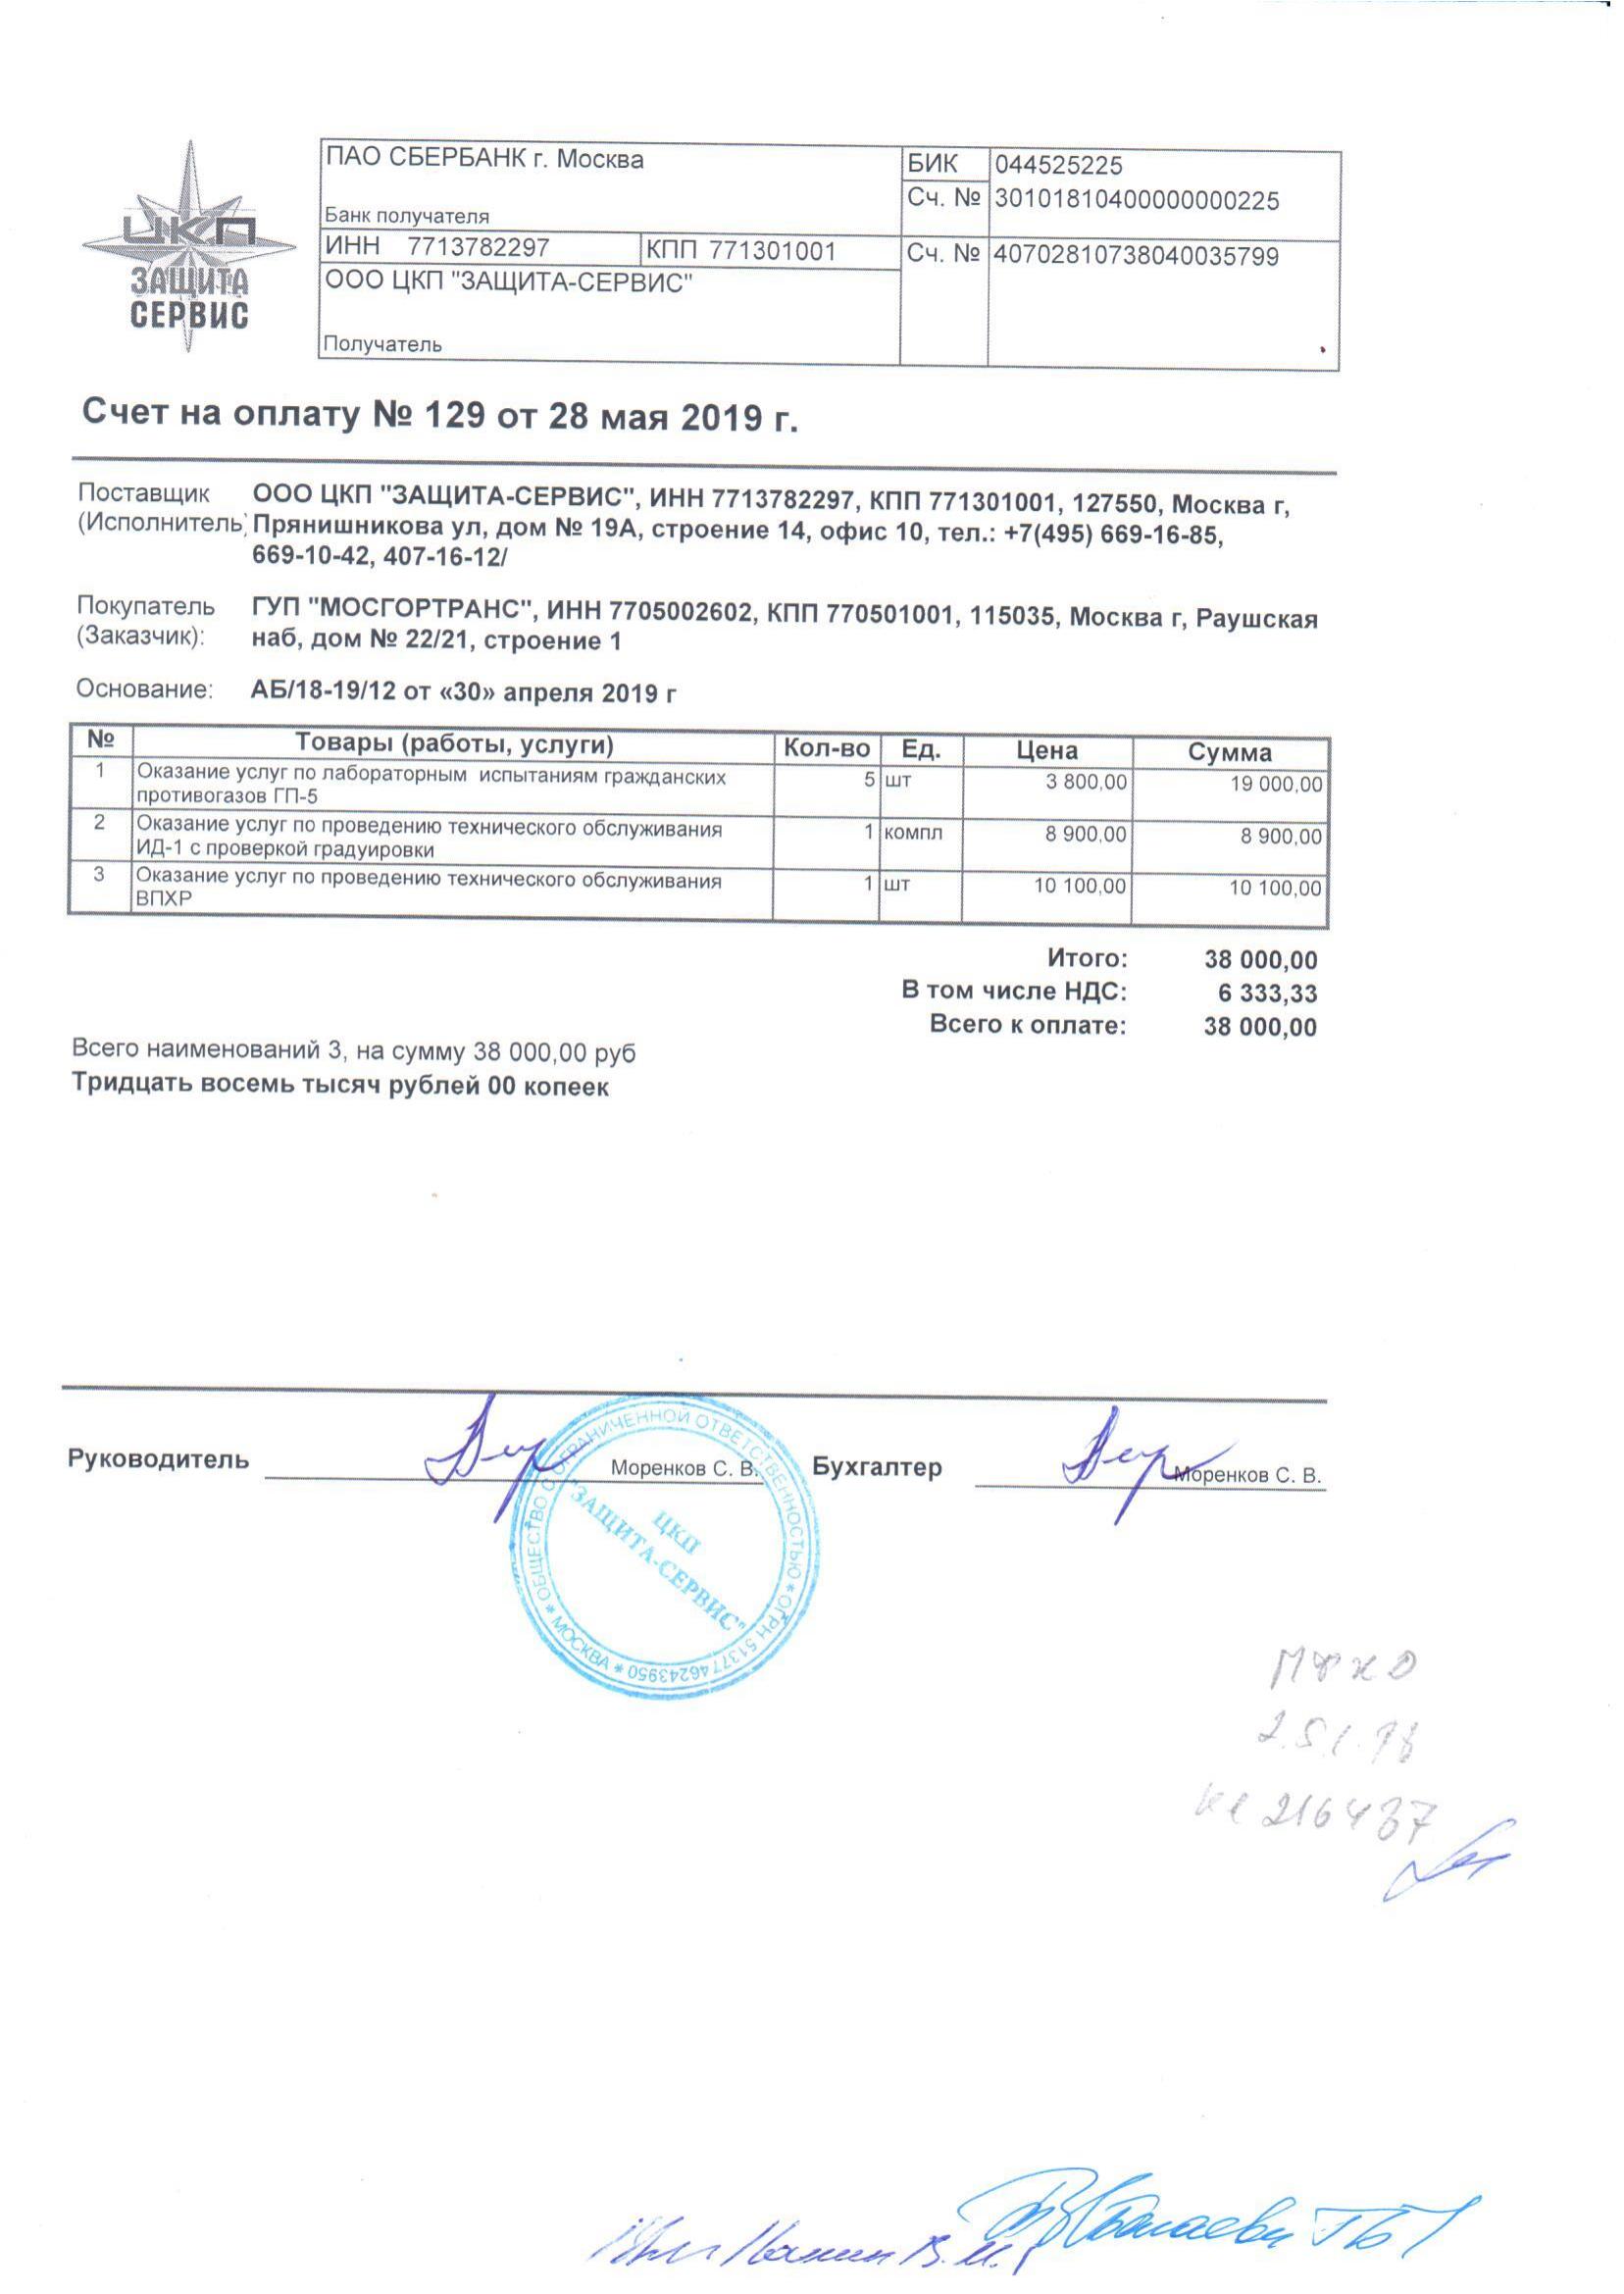 ЦКП
ЗАЩИТА
СЕРВИС
ПАО СБЕРБАНК г. Москва
БИК 044525225
Сч. № 30101810400000000225
Банк получателя
ИНН 7713782297 КПП 771301001 Сч. № 40702810738040035799
ООО ЦКП "ЗАЩИТА-СЕРВИС"
Получатель
Счет на оплату № 129 от 28 мая 2019 г.
Поставщик ООО ЦКП "ЗАЩИТА-СЕРВИС", ИНН 7713782297, КПП 771301001, 127550, Москва г,
(Исполнитель) Прянишникова ул, дом № 19А, строение 14, офис 10, тел.: +7(495) 669-16-85,
669-10-42, 407-16-12/
Покупатель ГУП "МОСГОРТРАНС", ИНН 7705002602, КПП 770501001, 115035, Москва г, Раушская
(Заказчик): наб, дом № 22/21, строение 1
Основание: АБ/18-19/12 от «30» апреля 2019 г
№ Товары (работы, услуги) Кол-во Ед. Цена Сумма
1 Оказание услуг по лабораторным испытаниям гражданских 5 шт 3 800,00 19 000,00
противогазов ГП-5
2 Оказание услуг по проведению технического обслуживания 1 компл 8 900,00 8 900,00
ИД-1 с проверкой градуировки
3 Оказание услуг по проведению технического обслуживания 1 шт 10 100,00 10 100,00
ВПХР
Итого: 38 000,00
В том числе НДС: 6 333,33
Всего к оплате: 38 000,00
Всего наименований 3, на сумму 38 000,00 руб
Тридцать восемь тысяч рублей 00 копеек
Руководитель Моренков С. В. Бухгалтер Моренков С. В.
ОБЩЕСТВО С ОГРАНИЧЕННОЙ ОТВЕТСТВЕННОСТЬЮ * ОГРН 5137746243950 * МОСКВА *
ЦКП
"ЗАЩИТА-СЕРВИС"
216437